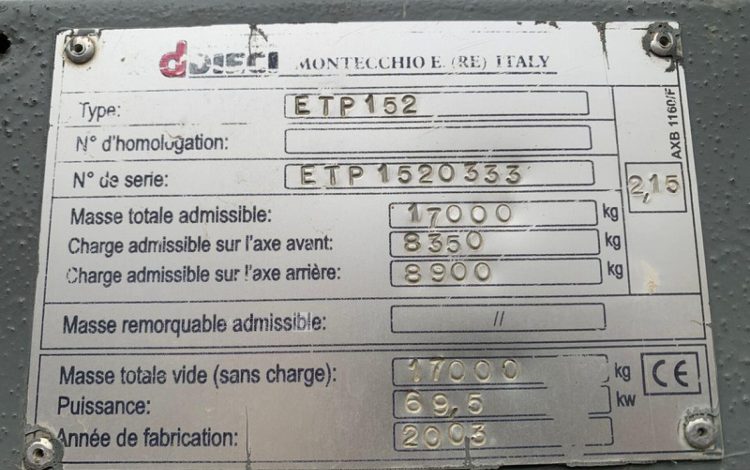 dDIECI MONTECCHIO E. (RE) ITALY
Type: ETP152
N° d'homologation:
N° de serie: ETP1520333
Masse totale admissible: 17000 kg
Charge admissible sur l'axe avant: 8350 kg
Charge admissible sur l'axe arrière: 8900 kg
2,15
AXB 1160/F
Masse remorquable admissible: //
Masse totale vide (sans charge): 17000 kg
Puissance: 69,5 kw
Année de fabrication: 2003
CE